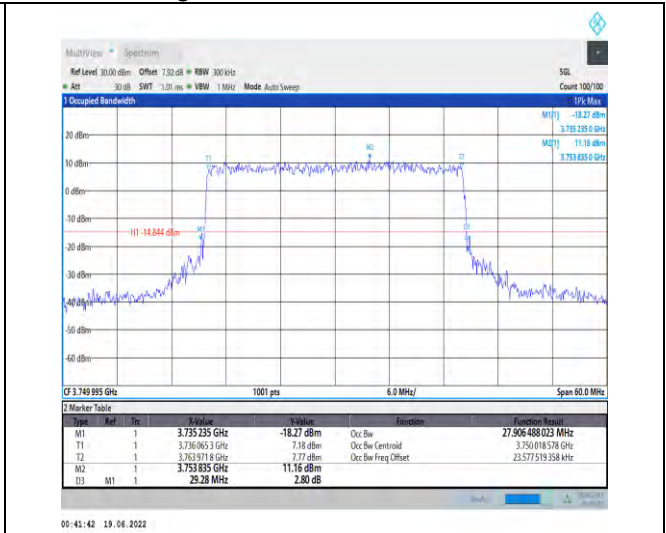 MultiView Spectrum
Ref Level 30.00 dBm Offset 7.92 dB RBW 300 kHz SGL
Att 30 dB SWT 1.01 ms VBW 1 MHz Mode Auto Sweep Count 100/100
1 Occupied Bandwidth 1Pk Max
M1[1] -18.27 dBm
3.735 235 0 GHz
20 dBm
M2[1] 11.18 dBm
3.753 835 0 GHz
M2
T1 T2
10 dBm
0 dBm
-10 dBm
H1 -14.844 dBm M1 D3
-20 dBm
-30 dBm
-40 dBm
-50 dBm
-60 dBm
CF 3.749 995 GHz 1001 pts 6.0 MHz/ Span 60.0 MHz
2 Marker Table
Type Ref Trc X-Value Y-Value Function Function Result
M1 1 3.735 235 GHz -18.27 dBm Occ Bw 27.906 488 023 MHz
T1 1 3.736 065 3 GHz 7.18 dBm Occ Bw Centroid 3.750 018 578 GHz
T2 1 3.763 971 8 GHz 7.77 dBm Occ Bw Freq Offset 23.577 519 358 kHz
M2 1 3.753 835 GHz 11.16 dBm
D3 M1 1 29.28 MHz 2.80 dB
00:41:42 19.06.2022